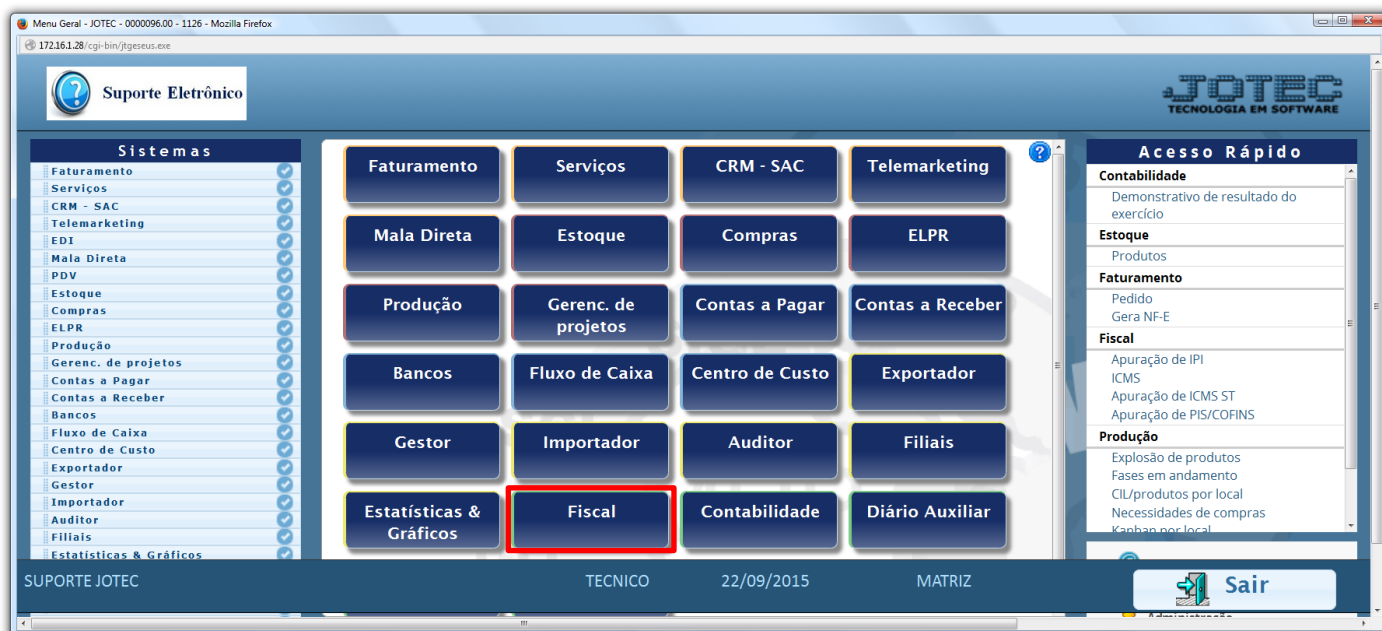 Menu Geral - JOTEC - 0000096.00 - 1126 - Mozilla Firefox
172.16.1.28/cgi-bin/jtgeseus.exe
Suporte Eletrônico
JOTEC
TECNOLOGIA EM SOFTWARE
Sistemas
Faturamento
Serviços
CRM - SAC
Telemarketing
EDI
Mala Direta
PDV
Estoque
Compras
ELPR
Produção
Gerenc. de projetos
Contas a Pagar
Contas a Receber
Bancos
Fluxo de Caixa
Centro de Custo
Exportador
Gestor
Importador
Auditor
Filiais
Estatísticas & Gráficos
Faturamento
Serviços
CRM - SAC
Telemarketing
Mala Direta
Estoque
Compras
ELPR
Produção
Gerenc. de
projetos
Contas a Pagar
Contas a Receber
Bancos
Fluxo de Caixa
Centro de Custo
Exportador
Gestor
Importador
Auditor
Filiais
Estatísticas &
Gráficos
Fiscal
Contabilidade
Diário Auxiliar
Acesso Rápido
Contabilidade
Demonstrativo de resultado do
exercício
Estoque
Produtos
Faturamento
Pedido
Gera NF-E
Fiscal
Apuração de IPI
ICMS
Apuração de ICMS ST
Apuração de PIS/COFINS
Produção
Explosão de produtos
Fases em andamento
CIL/produtos por local
Necessidades de compras
Kanban por local
SUPORTE JOTEC
TECNICO
22/09/2015
MATRIZ
Sair
Administração